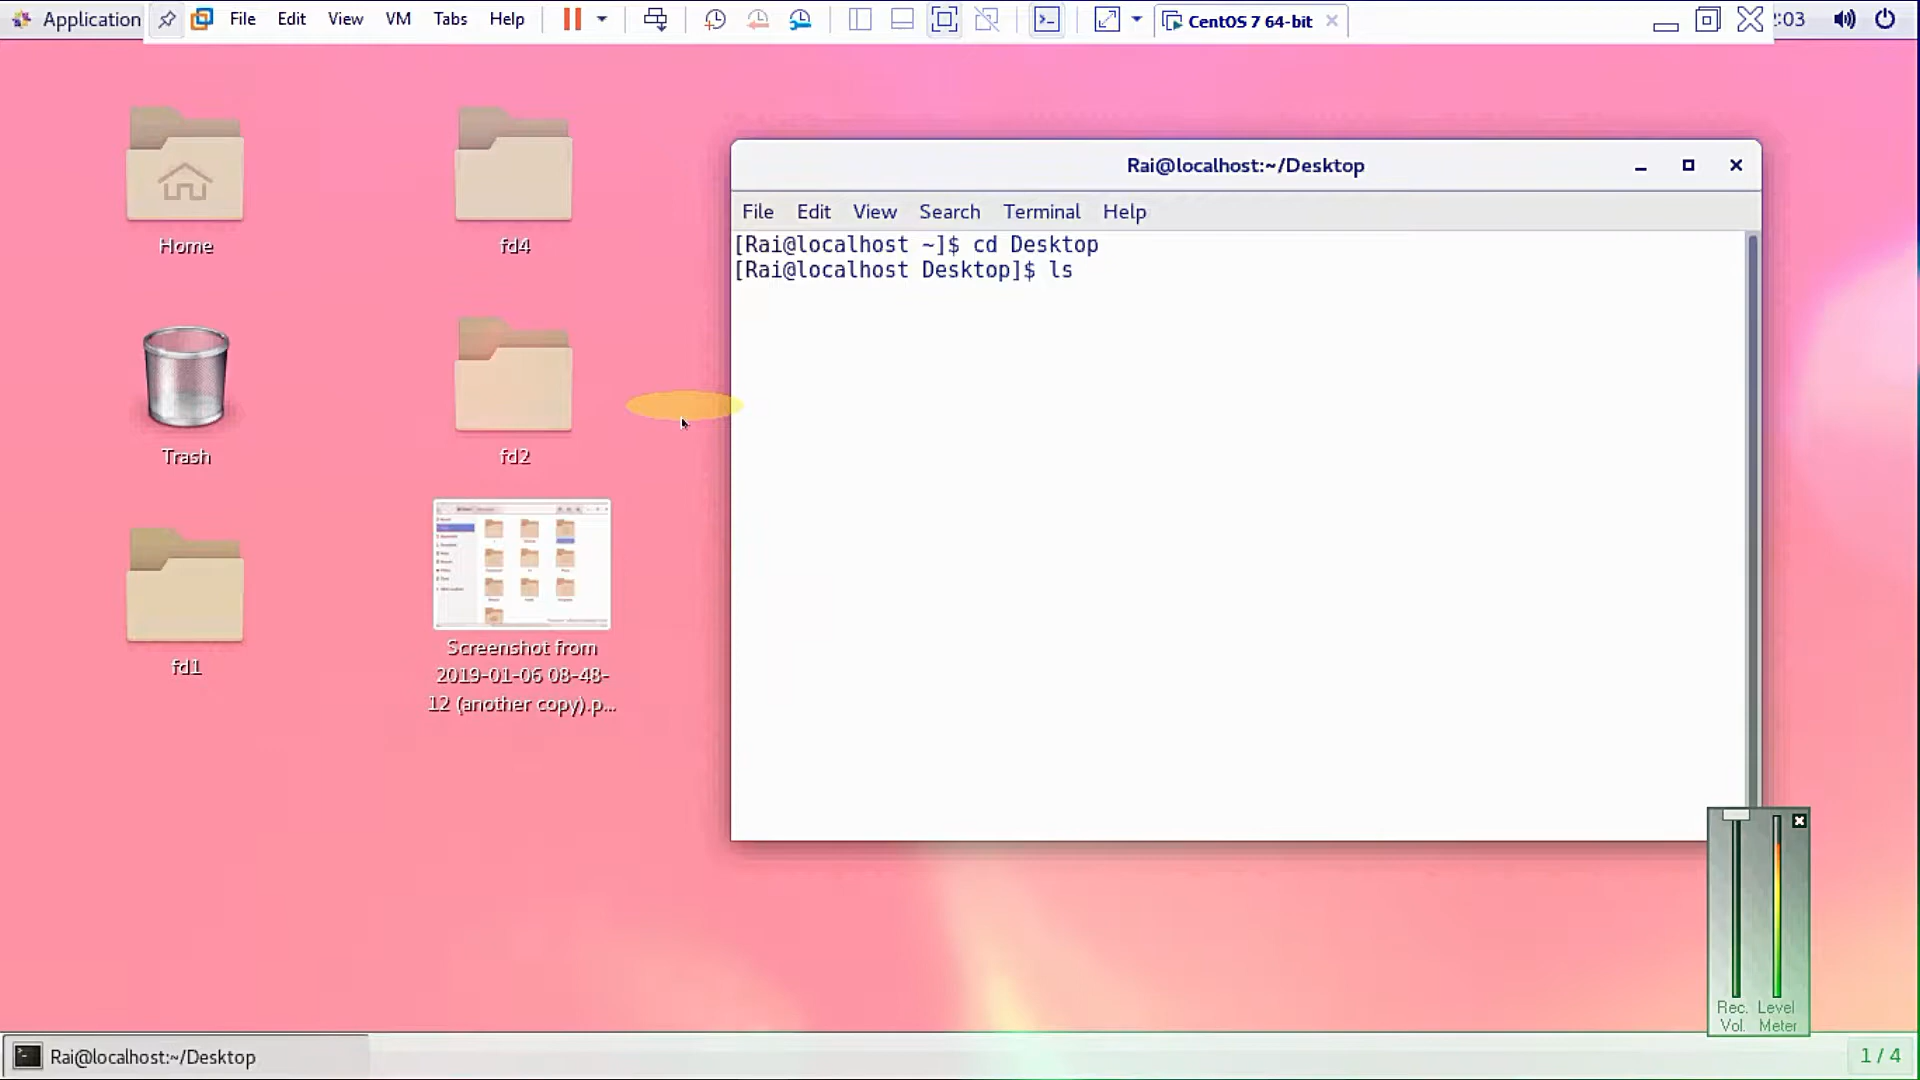 Application
File Edit View VM Tabs Help
CentOS 7 64-bit
:03
Home
fd4
Trash
fd2
fd1
Screenshot from
2019-01-06 08-48-
12 (another copy).p...
Rai@localhost:~/Desktop
File Edit View Search Terminal Help
[Rai@localhost ~]$ cd Desktop
[Rai@localhost Desktop]$ ls
Rec. Level
Vol. Meter
Rai@localhost:~/Desktop
1 / 4